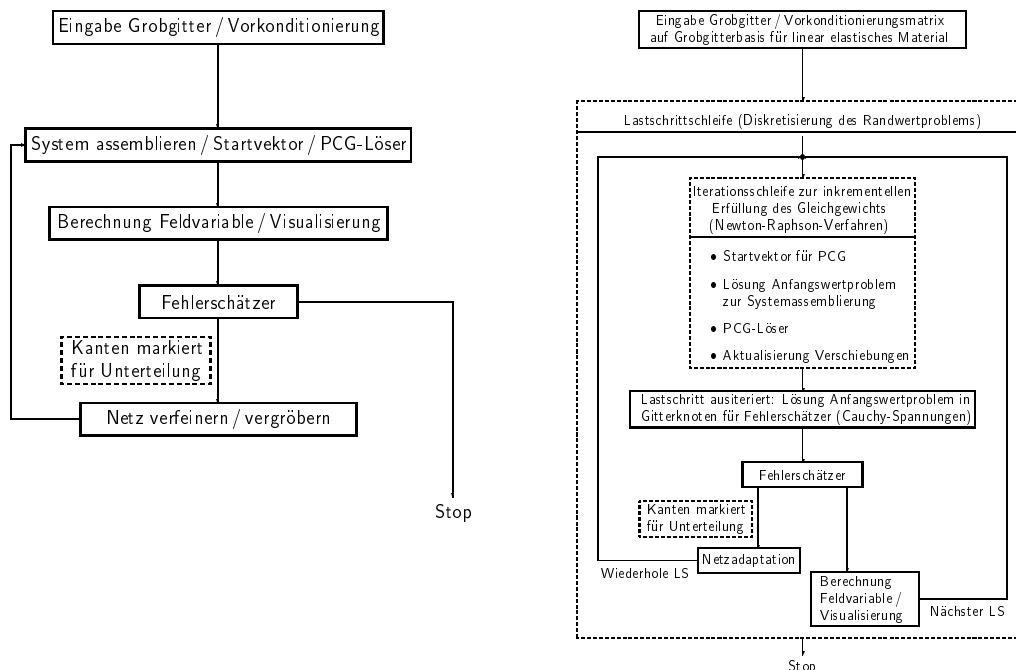 Eingabe Grobgitter / Vorkonditionierung
System assemblieren / Startvektor / PCG-Löser
Berechnung Feldvariable / Visualisierung
Fehlerschätzer
Kanten markiert
für Unterteilung
Netz verfeinern / vergröbern
Stop
Eingabe Grobgitter / Vorkonditionierungsmatrix
auf Grobgitterbasis für linear elastisches Material
Lastschrittschleife (Diskretisierung des Randwertproblems)
Iterationsschleife zur inkrementellen
Erfüllung des Gleichgewichts
(Newton-Raphson-Verfahren)
• Startvektor für PCG
• Lösung Anfangswertproblem
zur Systemassemblierung
• PCG-Löser
• Aktualisierung Verschiebungen
Lastschritt ausiteriert: Lösung Anfangswertproblem in
Gitterknoten für Fehlerschätzer (Cauchy-Spannungen)
Fehlerschätzer
Kanten markiert
für Unterteilung
Netzadaptation
Wiederhole LS
Berechnung
Feldvariable /
Visualisierung
Nächster LS
Stop